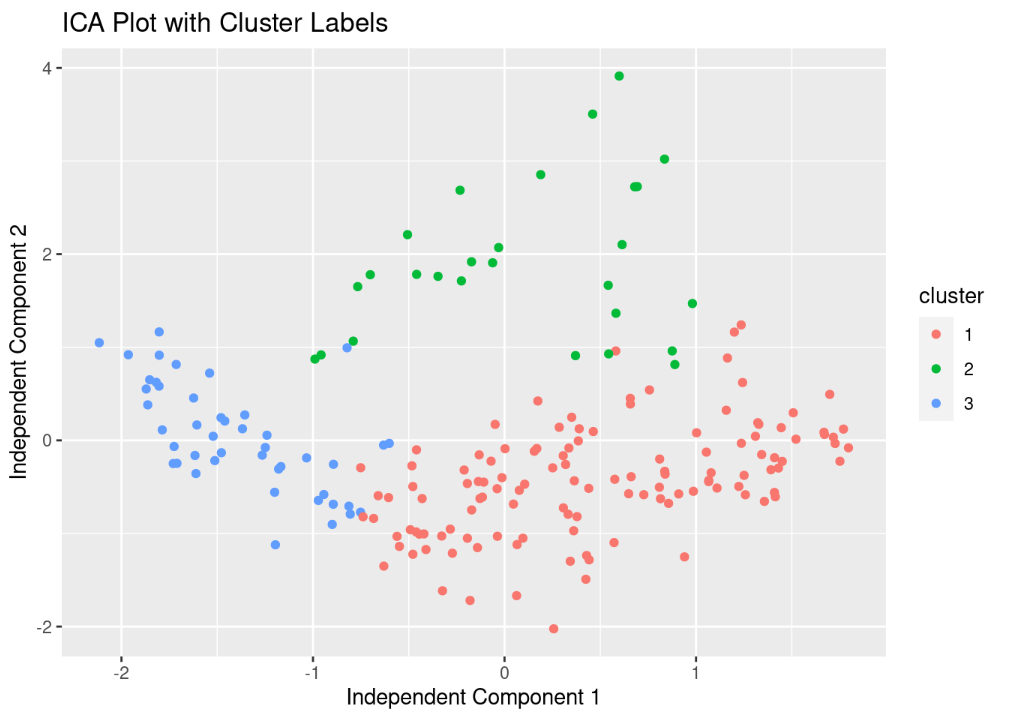 ICA Plot with Cluster Labels
Independent Component 2
4
2
0
-2
-2
-1
0
1
Independent Component 1
cluster
1
2
3